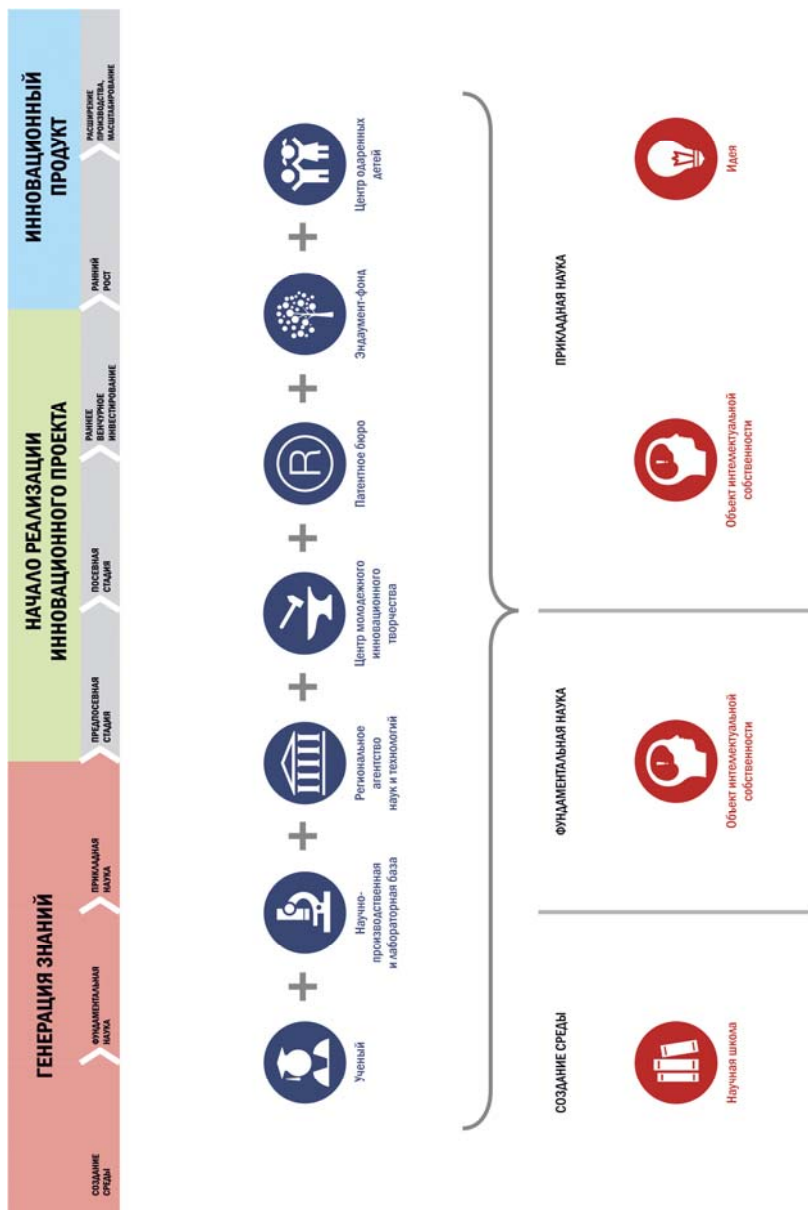 ГЕНЕРАЦИЯ ЗНАНИЙ
НАЧАЛО РЕАЛИЗАЦИИ
ИННОВАЦИОННОГО ПРОЕКТА
ИННОВАЦИОННЫЙ
ПРОДУКТ
СОЗДАНИЕ
СРЕДЫ
ФУНДАМЕНТАЛЬНАЯ
НАУКА
ПРИКЛАДНАЯ
НАУКА
ПРЕДПОСЕВНАЯ
СТАДИЯ
ПОСЕВНАЯ
СТАДИЯ
РАННЕЕ
ВЕНЧУРНОЕ
ИНВЕСТИРОВАНИЕ
РАННИЙ
РОСТ
РАСШИРЕНИЕ
ПРОИЗВОДСТВА,
МАСШТАБИРОВАНИЕ
Ученый
+
Научно-
производственная
и лабораторная база
+
Региональное
агентство
наук и технологий
+
Центр молодежного
инновационного
творчества
+
R
Патентное бюро
+
Эндаумент-фонд
+
Центр одаренных
детей
СОЗДАНИЕ СРЕДЫ
ФУНДАМЕНТАЛЬНАЯ НАУКА
ПРИКЛАДНАЯ НАУКА
Научная школа
Объект интеллектуальной
собственности
Объект интеллектуальной
собственности
Идея